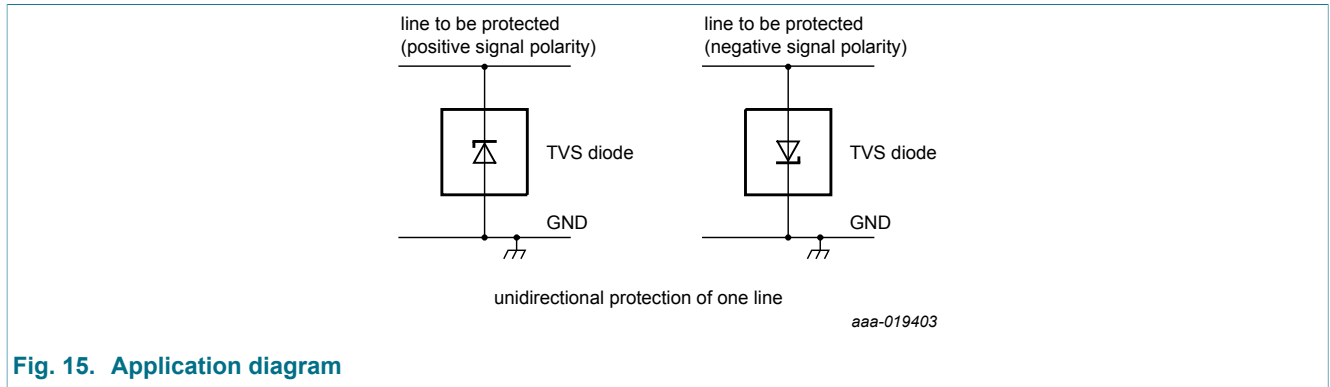 line to be protected
(positive signal polarity)
line to be protected
(negative signal polarity)
TVS diode
TVS diode
GND
GND
unidirectional protection of one line
aaa-019403
Fig. 15. Application diagram